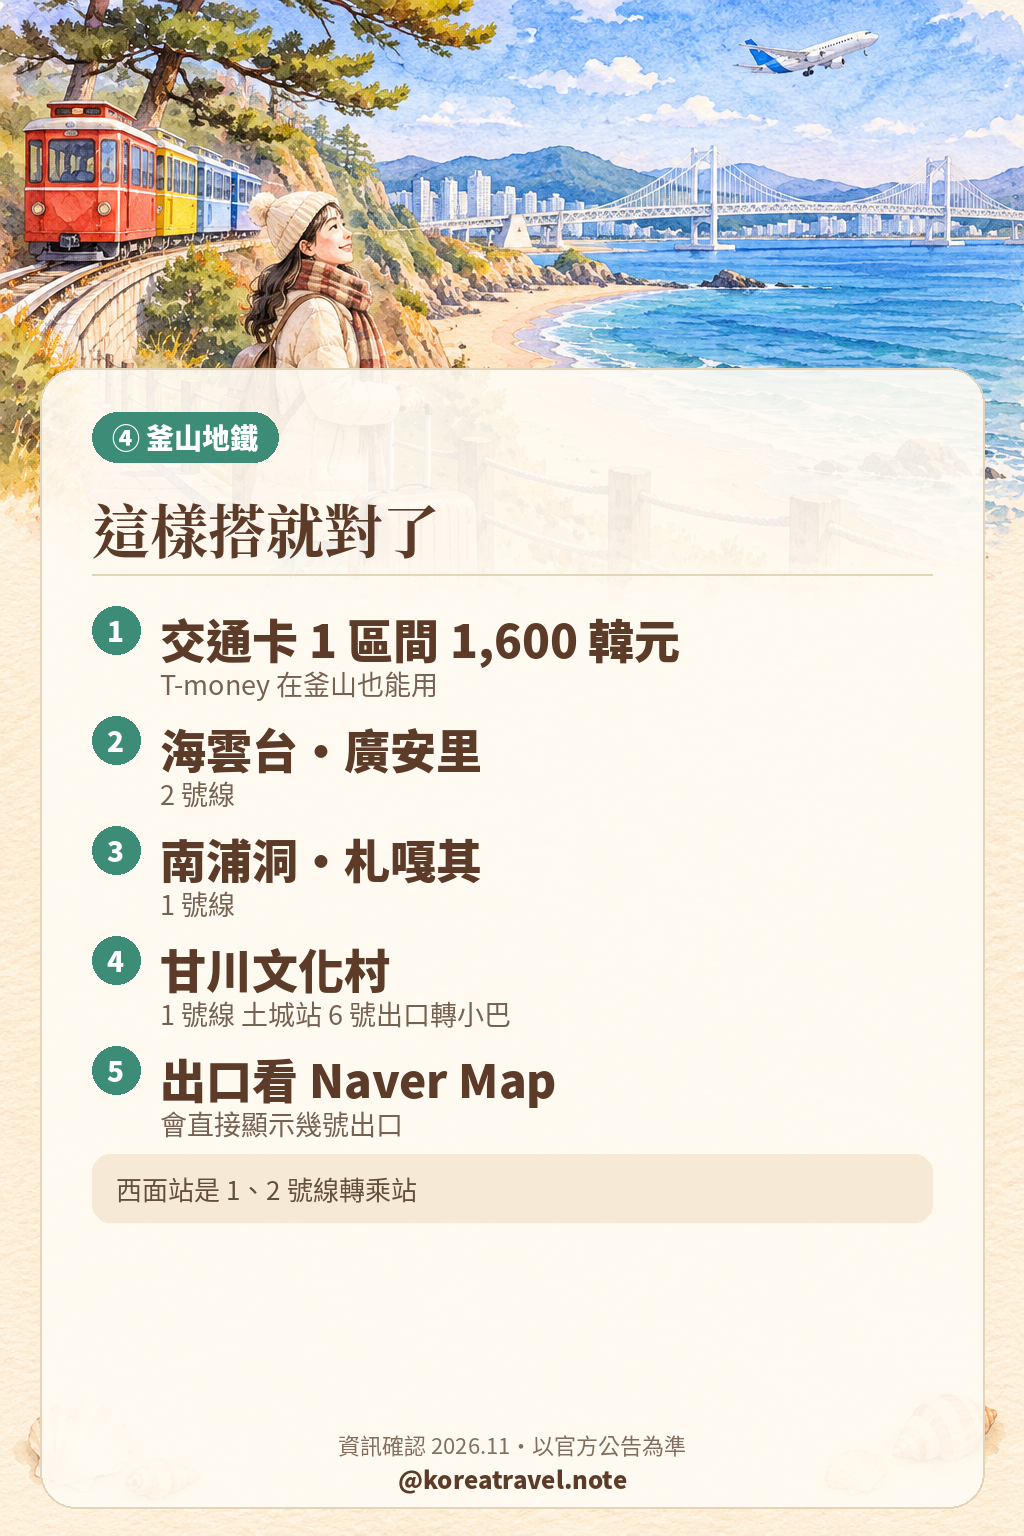 ④ 釜山地鐵
這樣搭就對了
1 交通卡 1 區間 1,600 韓元
T-money 在釜山也能用
2 海雲台・廣安里
2 號線
3 南浦洞・札嘎其
1 號線
4 甘川文化村
1 號線 土城站 6 號出口轉小巴
5 出口看 Naver Map
會直接顯示幾號出口
西面站是 1、2 號線轉乘站
資訊確認 2026.11・以官方公告為準
@koreatravel.note